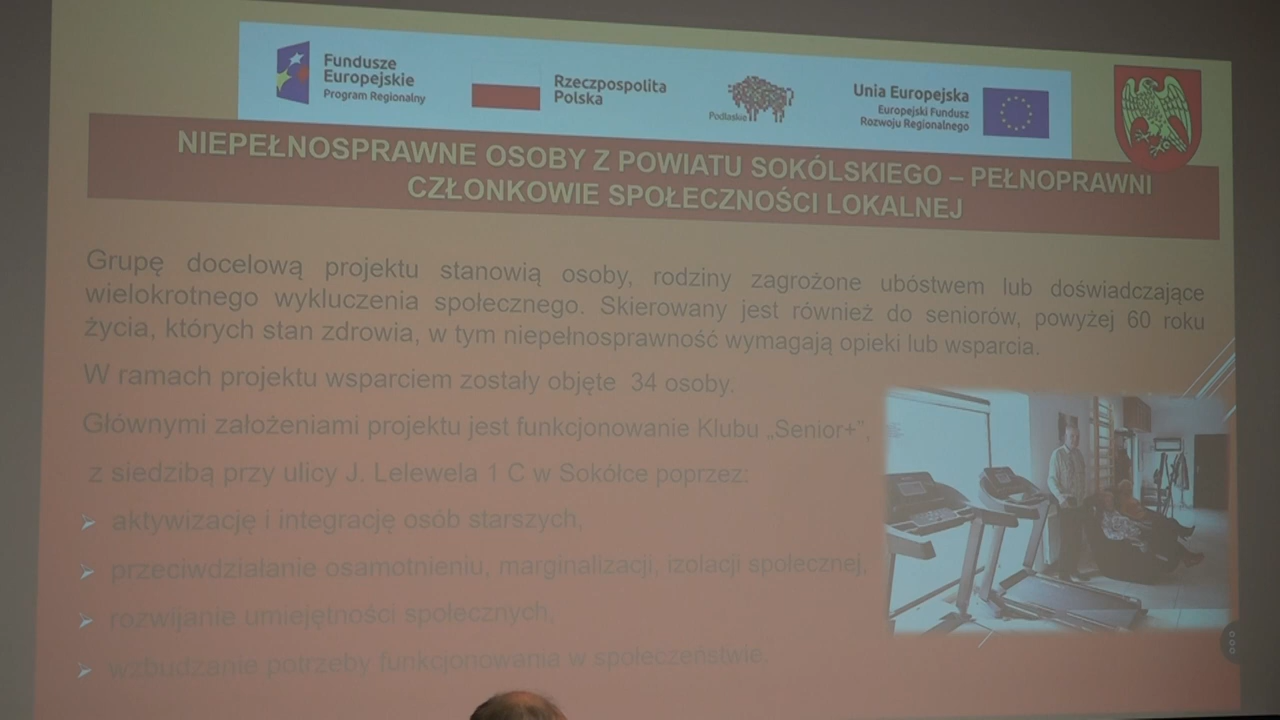 Fundusze
Europejskie
Program Regionalny
Rzeczpospolita
Polska
Podlaskie
Unia Europejska
Europejski Fundusz
Rozwoju Regionalnego
NIEPEŁNOSPRAWNE OSOBY Z POWIATU SOKÓLSKIEGO – PEŁNOPRAWNI
CZŁONKOWIE SPOŁECZNOŚCI LOKALNEJ
Grupę docelową projektu stanowią osoby, rodziny zagrożone ubóstwem lub doświadczające
wielokrotnego wykluczenia społecznego. Skierowany jest również do seniorów, powyżej 60 roku
życia, których stan zdrowia, w tym niepełnosprawność wymagają opieki lub wsparcia.
W ramach projektu wsparciem zostały objęte 34 osoby.
Głównymi założeniami projektu jest funkcjonowanie Klubu „Senior+”,
z siedzibą przy ulicy J. Lelewela 1 C w Sokółce poprzez:
➢ aktywizację i integrację osób starszych,
➢ przeciwdziałanie osamotnieniu, marginalizacji, izolacji społecznej,
➢ rozwijanie umiejętności społecznych,
➢ wzbudzanie potrzeby funkcjonowania w społeczeństwie.